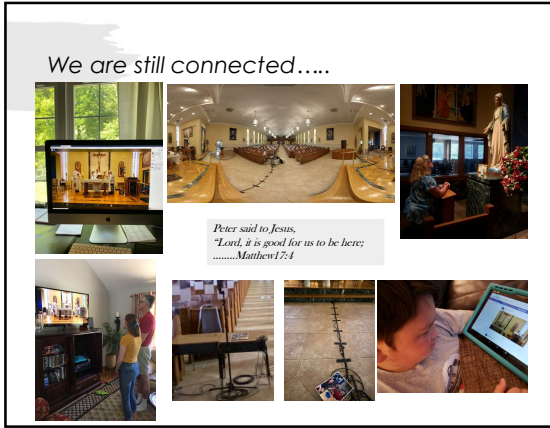 We are still connected.....
Peter said to Jesus,
“Lord, it is good for us to be here;
........Matthew17:4